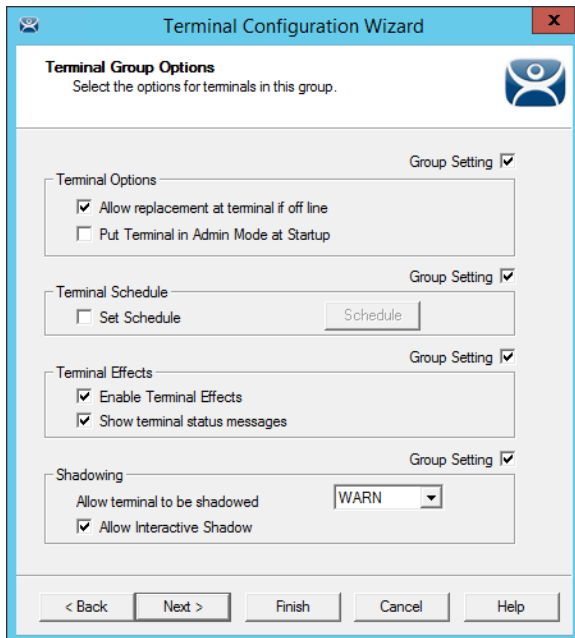 Terminal Configuration Wizard
x
Terminal Group Options
Select the options for terminals in this group.
Group Setting
Terminal Options
Allow replacement at terminal if off line
Put Terminal in Admin Mode at Startup
Group Setting
Terminal Schedule
Set Schedule
Schedule
Group Setting
Terminal Effects
Enable Terminal Effects
Show terminal status messages
Group Setting
Shadowing
Allow terminal to be shadowed WARN
Allow Interactive Shadow
< Back Next > Finish Cancel Help